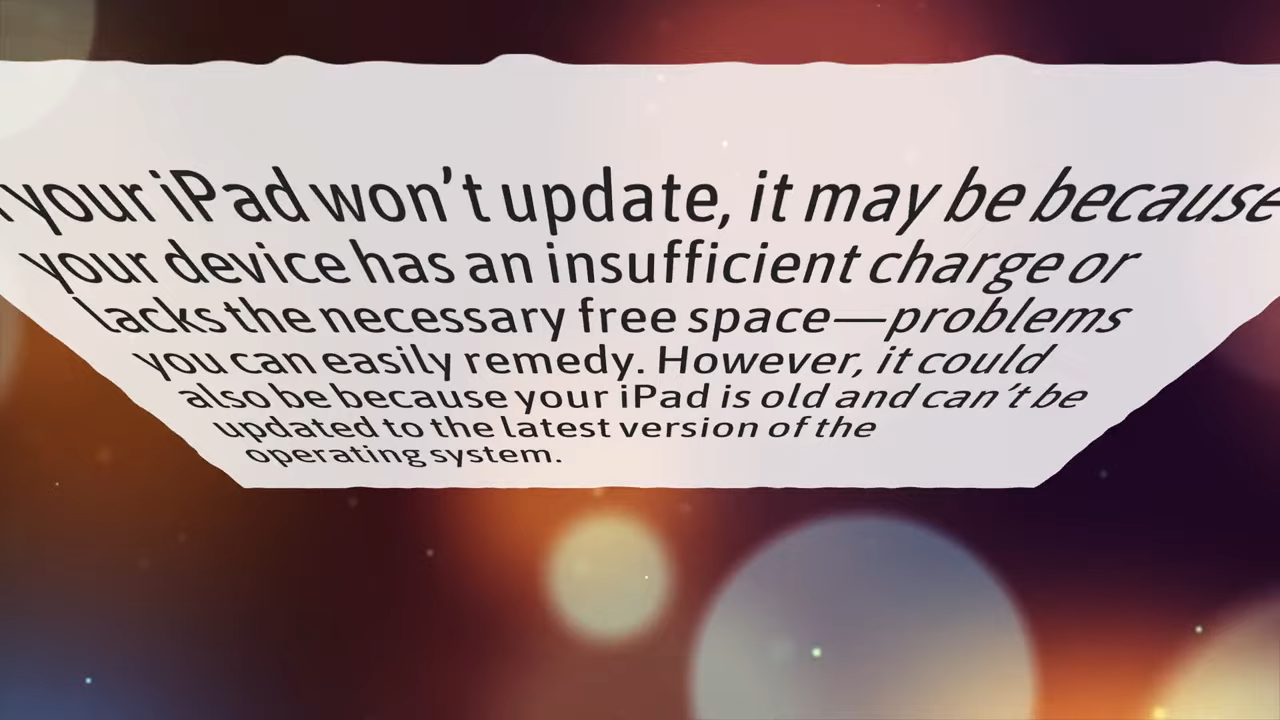 your iPad won’t update, it may be because
your device has an insufficient charge or
lacks the necessary free space—problems
you can easily remedy. However, it could
also be because your iPad is old and can’t be
updated to the latest version of the
operating system.